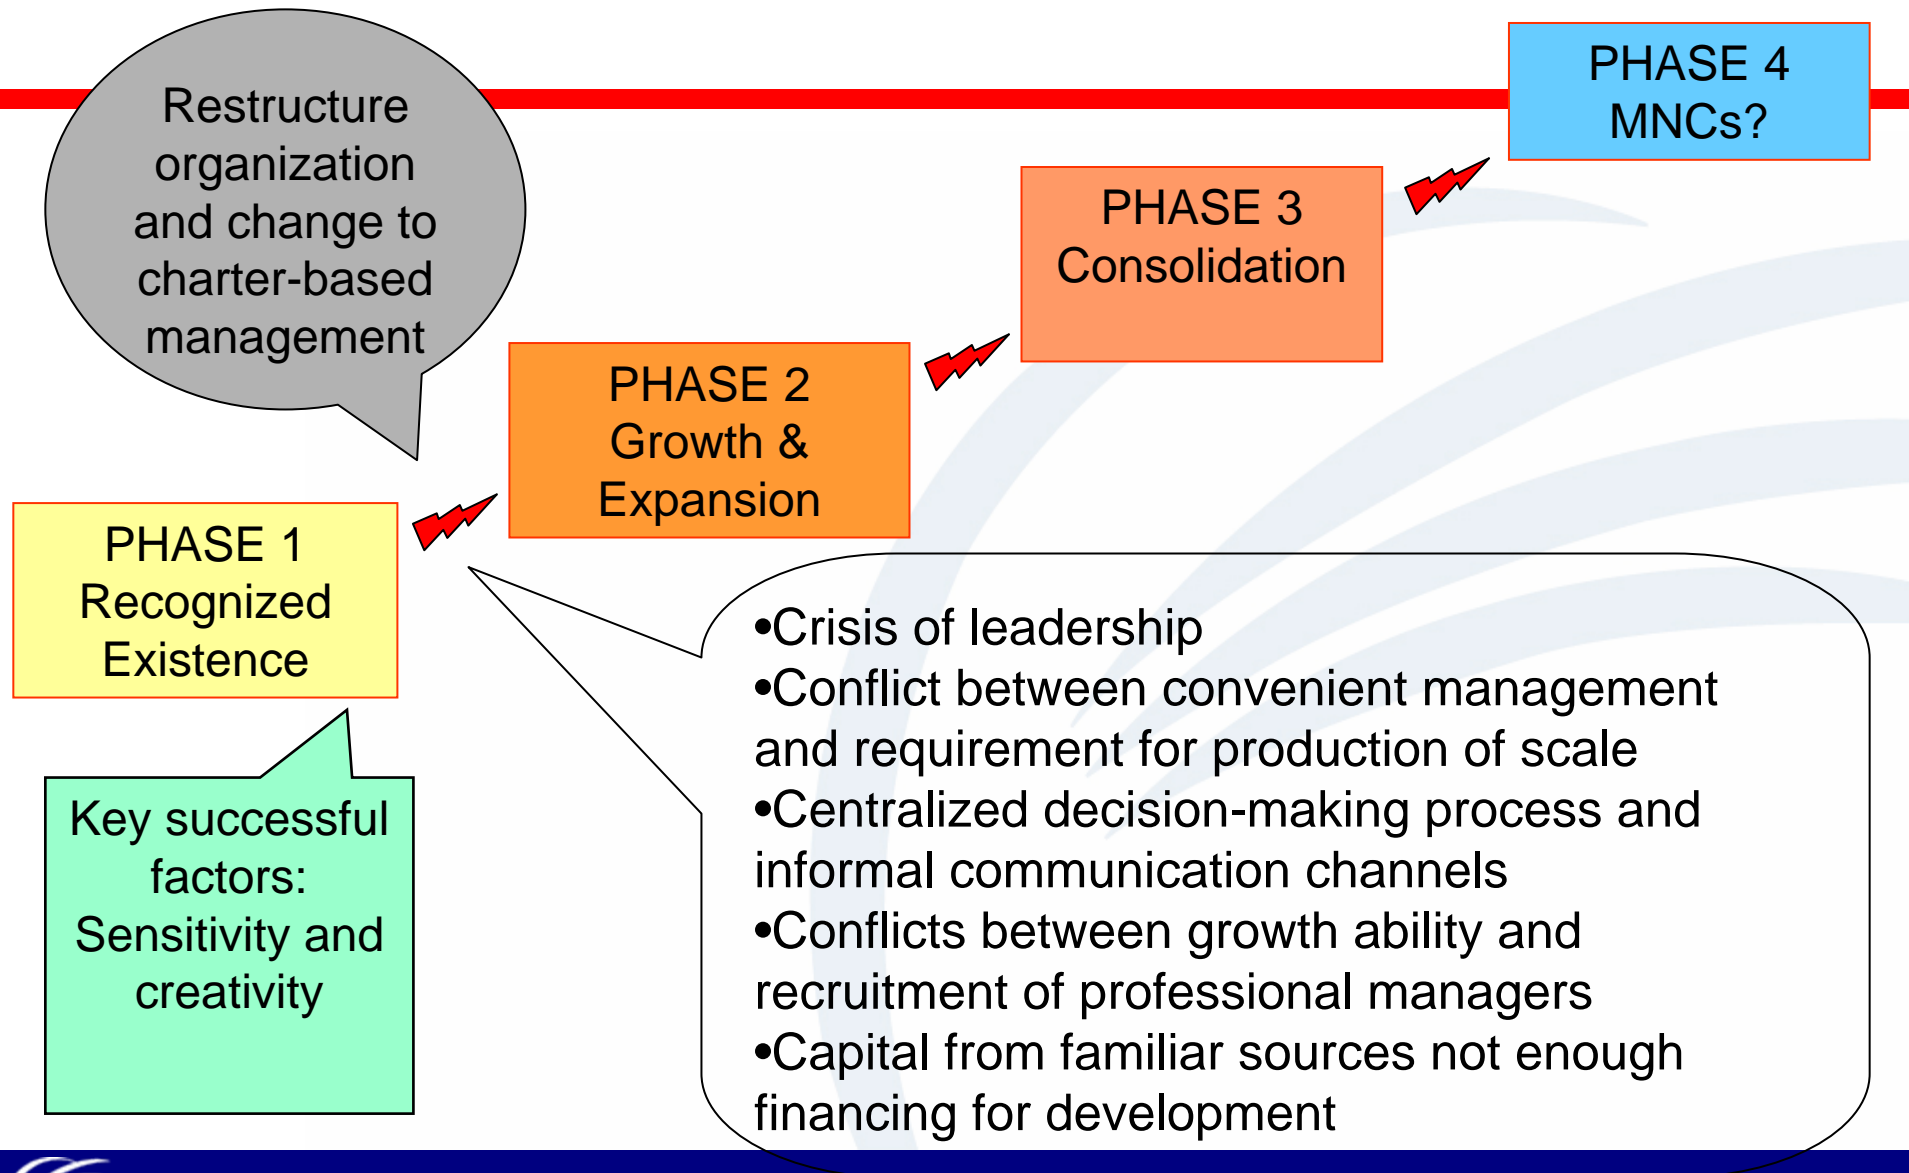 Restructure
organization
and change to
charter-based
management
PHASE 4
MNCs?
PHASE 3
Consolidation
PHASE 2
Growth &
Expansion
PHASE 1
Recognized
Existence
Key successful
factors:
Sensitivity and
creativity
•Crisis of leadership
•Conflict between convenient management
and requirement for production of scale
•Centralized decision-making process and
informal communication channels
•Conflicts between growth ability and
recruitment of professional managers
•Capital from familiar sources not enough
financing for development